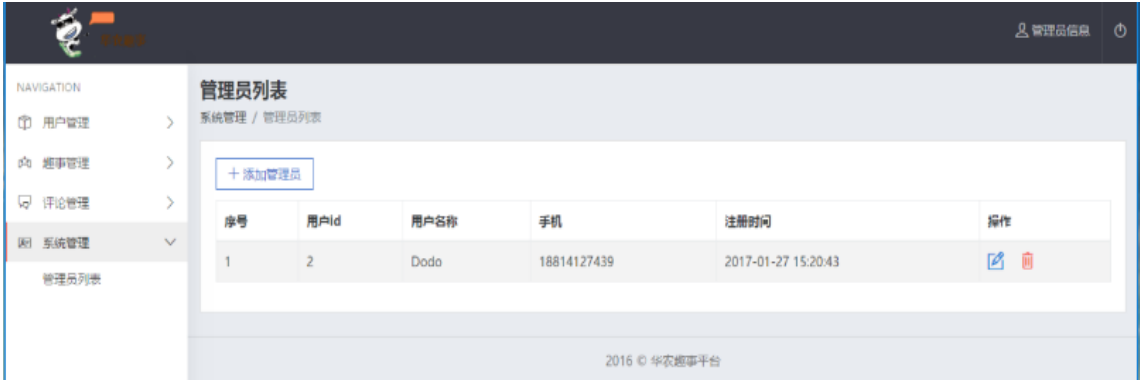 管理员信息
NAVIGATION
用户管理
趣事管理
评论管理
系统管理
管理员列表
管理员列表
系统管理 / 管理员列表
+ 添加管理员
序号 用户id 用户名称 手机 注册时间 操作
1 2 Dodo 18814127439 2017-01-27 15:20:43
2016 © 华农趣事平台